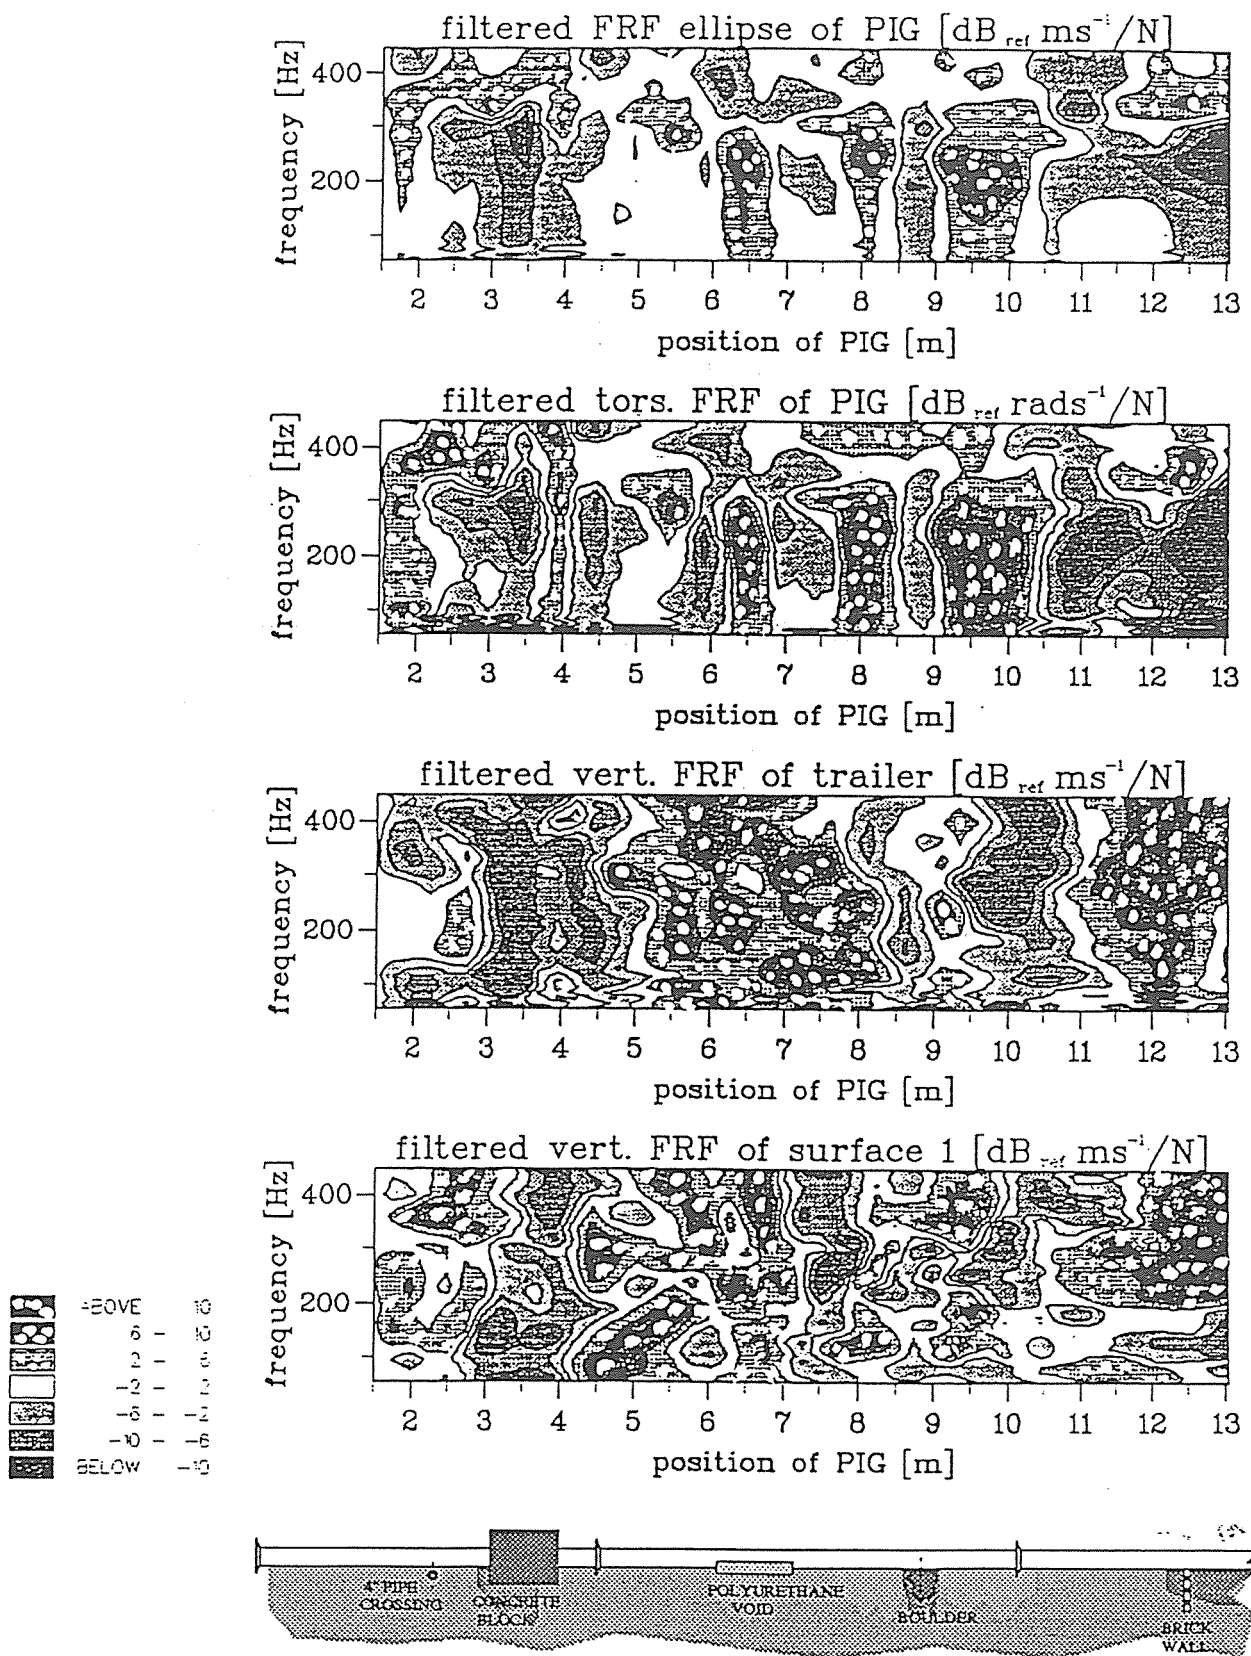 filtered FRF ellipse of PIG [dB ref ms⁻¹/N]
frequency [Hz]
400
200
2 3 4 5 6 7 8 9 10 11 12 13
position of PIG [m]
filtered tors. FRF of PIG [dB ref rads⁻¹/N]
frequency [Hz]
400
200
2 3 4 5 6 7 8 9 10 11 12 13
position of PIG [m]
filtered vert. FRF of trailer [dB ref ms⁻¹/N]
frequency [Hz]
400
200
2 3 4 5 6 7 8 9 10 11 12 13
position of PIG [m]
filtered vert. FRF of surface 1 [dB ref ms⁻¹/N]
frequency [Hz]
400
200
2 3 4 5 6 7 8 9 10 11 12 13
position of PIG [m]
ABOVE 10
6 - 10
2 - 6
-2 - 2
-6 - -2
-10 - -6
BELOW -10
4" PIPE
CROSSING
CONCRETE
BLOCK
POLYURETHANE
VOID
BOULDER
BRICK
WALL